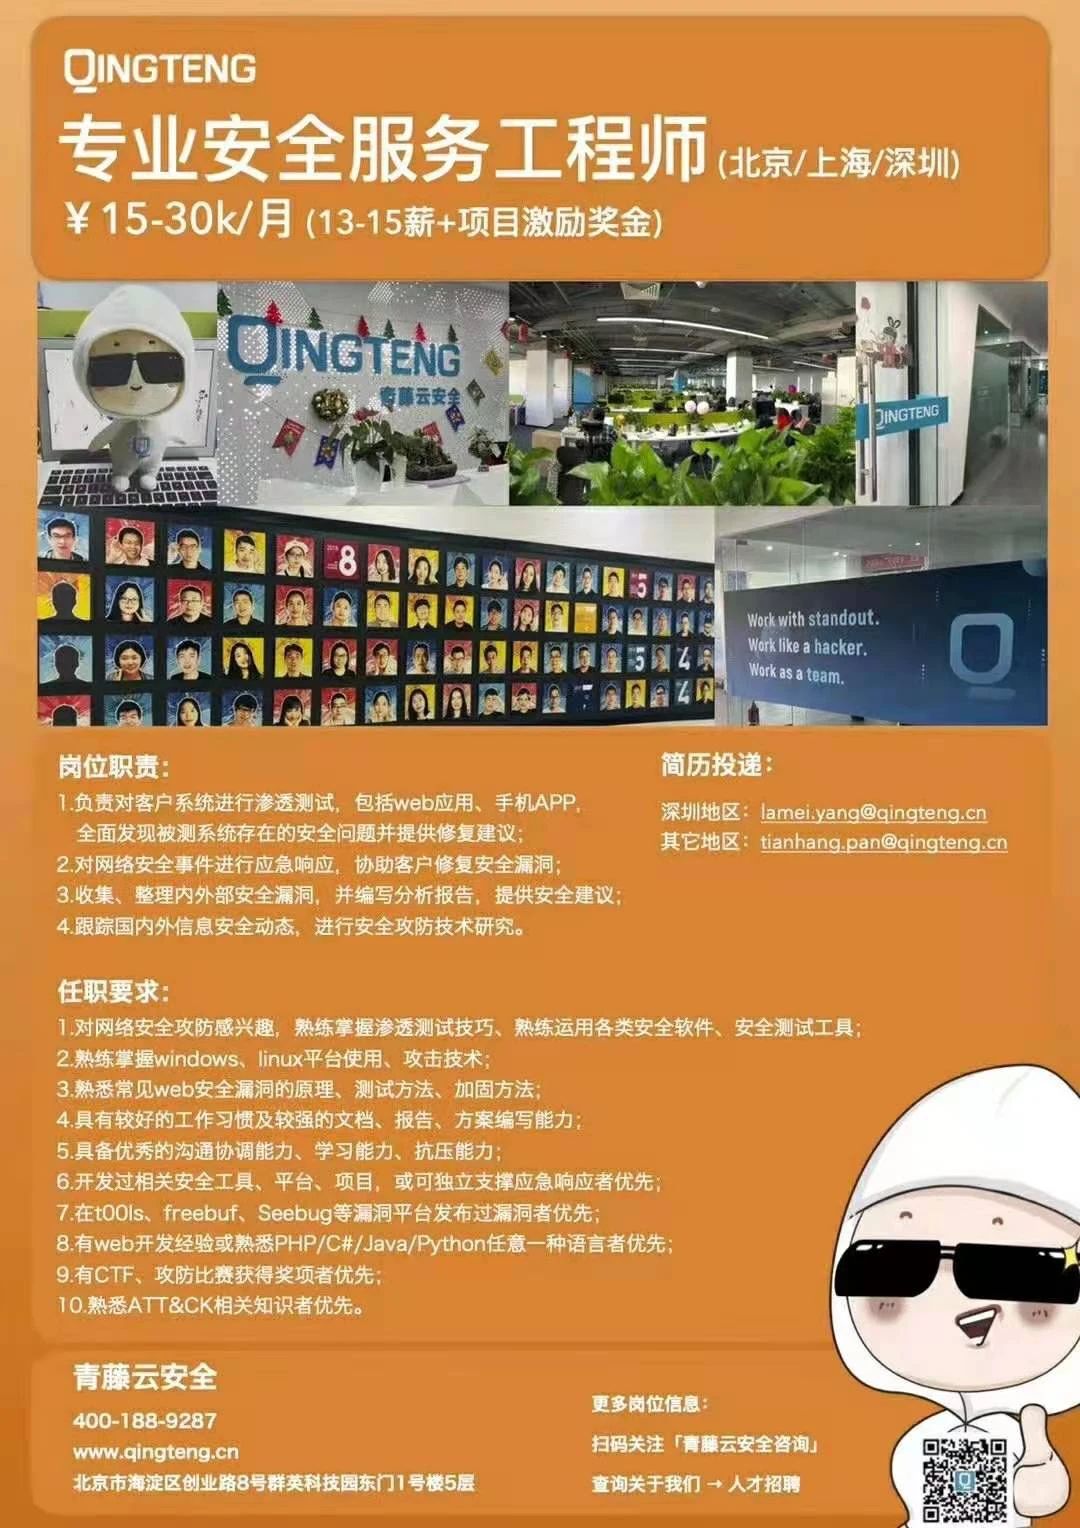 QINGTENG
专业安全服务工程师 (北京/上海/深圳)
¥15-30k/月 (13-15薪+项目激励奖金)
QINGTENG
青藤云安全
QINGTENG
8
5
5
4
4
Work with standout.
Work like a hacker.
Work as a team.
岗位职责：
1.负责对客户系统进行渗透测试，包括web应用、手机APP，
全面发现被测系统存在的安全问题并提供修复建议；
2.对网络安全事件进行应急响应，协助客户修复安全漏洞；
3.收集、整理内外部安全漏洞，并编写分析报告，提供安全建议；
4.跟踪国内外信息安全动态，进行安全攻防技术研究。
简历投递：
深圳地区：lamei.yang@qingteng.cn
其它地区：tianhang.pan@qingteng.cn
任职要求：
1.对网络安全攻防感兴趣，熟练掌握渗透测试技巧、熟练运用各类安全软件、安全测试工具；
2.熟练掌握windows、linux平台使用、攻击技术；
3.熟悉常见web安全漏洞的原理、测试方法、加固方法；
4.具有较好的工作习惯及较强的文档、报告、方案编写能力；
5.具备优秀的沟通协调能力、学习能力、抗压能力；
6.开发过相关安全工具、平台、项目，或可独立支撑应急响应者优先；
7.在t00ls、freebuf、Seebug等漏洞平台发布过漏洞者优先；
8.有web开发经验或熟悉PHP/C#/Java/Python任意一种语言者优先；
9.有CTF、攻防比赛获得奖项者优先；
10.熟悉ATT&CK相关知识者优先。
青藤云安全
400-188-9287
www.qingteng.cn
北京市海淀区创业路8号群英科技园东门1号楼5层
更多岗位信息：
扫码关注「青藤云安全咨询」
查询关于我们 → 人才招聘